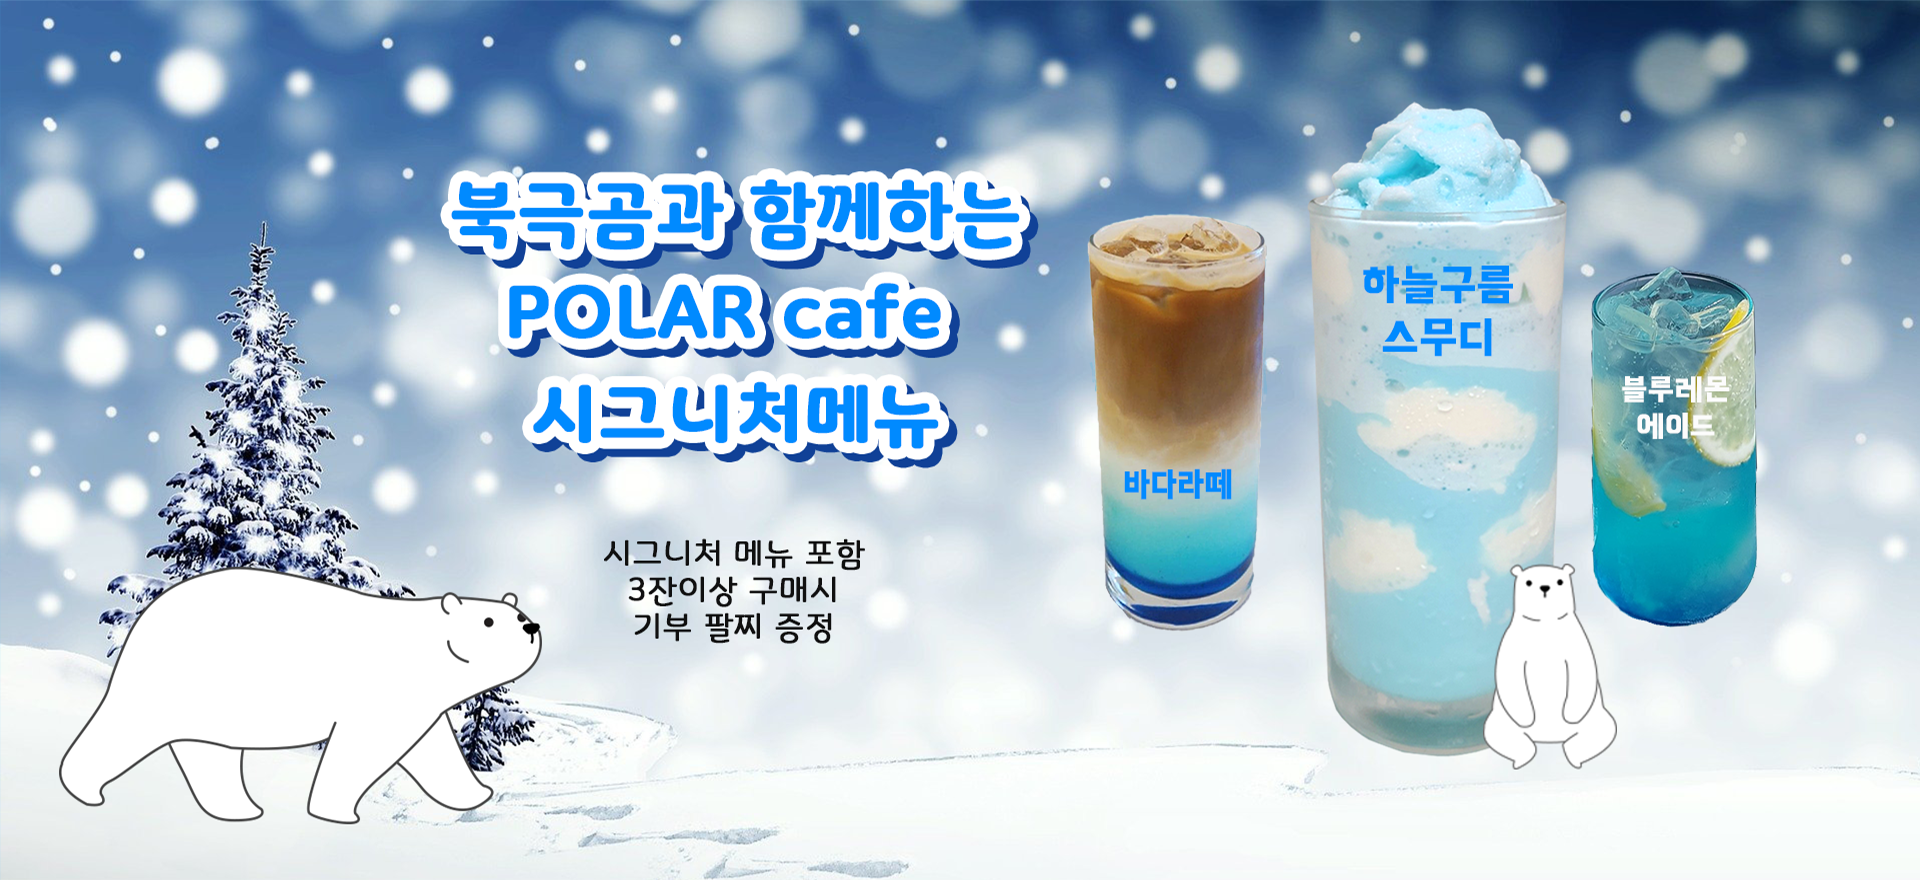 북극곰과 함께하는
POLAR cafe
시그니처메뉴
시그니처 메뉴 포함
3잔이상 구매시
기부 팔찌 증정
바다라떼
하늘구름
스무디
블루레몬
에이드